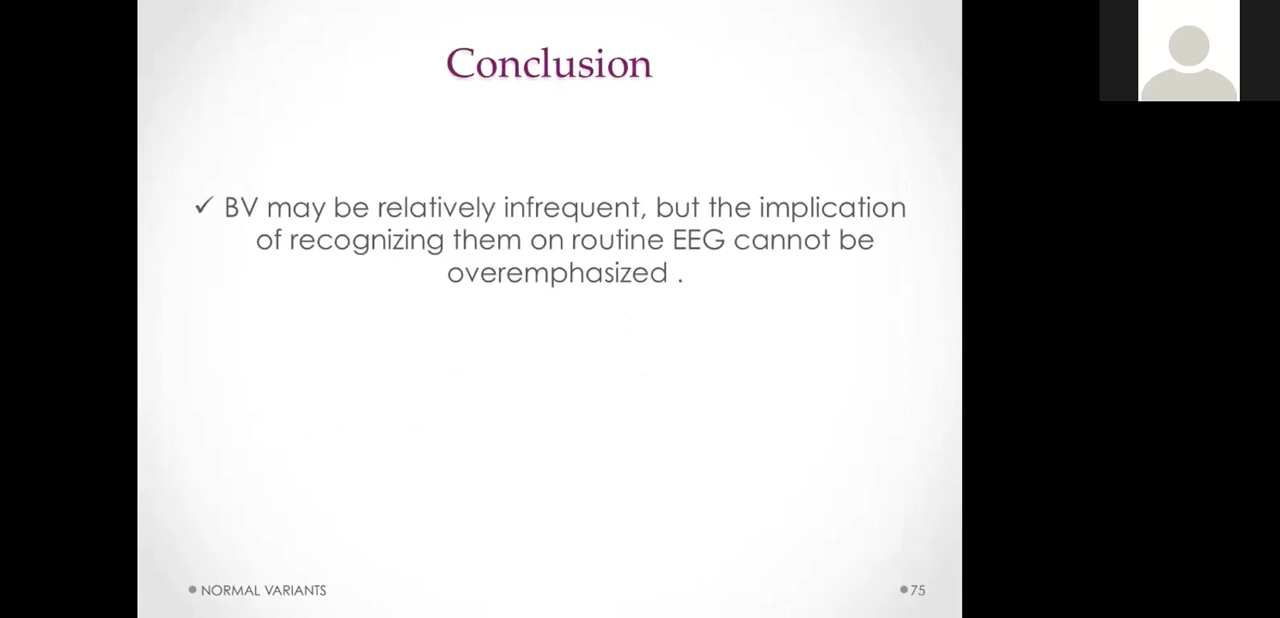 Conclusion
✓ BV may be relatively infrequent, but the implication
of recognizing them on routine EEG cannot be
overemphasized .
NORMAL VARIANTS
75